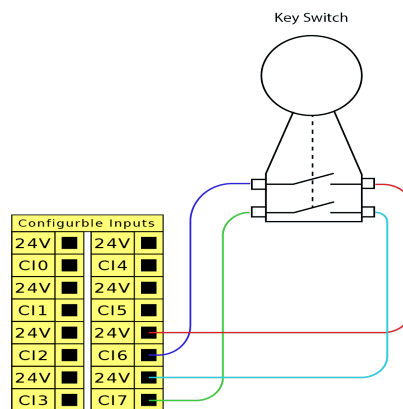 Key Switch
Configurble Inputs
24V 24V
CI0 CI4
24V 24V
CI1 CI5
24V 24V
CI2 CI6
24V 24V
CI3 CI7